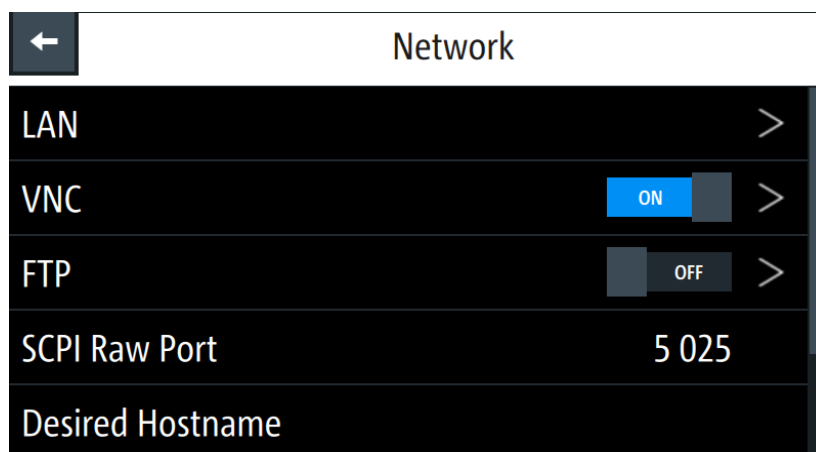 Network
LAN
VNC ON
FTP OFF
SCPI Raw Port 5 025
Desired Hostname